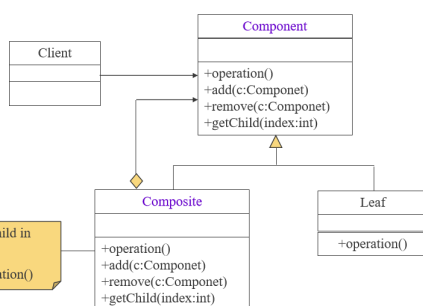 Component
Client
+operation()
+add(c:Componet)
+remove(c:Componet)
+getChild(index:int)
Composite
Leaf
in
+operation()
+operation()
+add(c:Componet)
+remove(c:Componet)
+getChild(index:int)